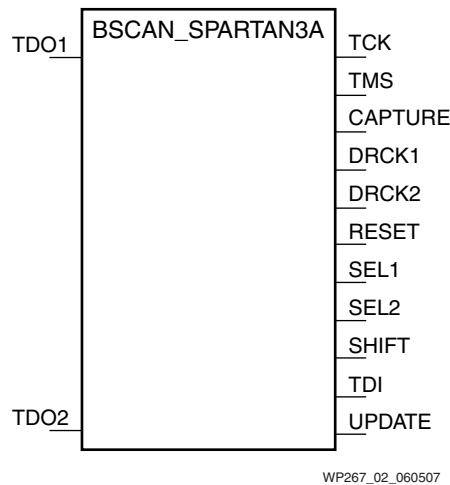 BSCAN_SPARTAN3A
TDO1
TCK
TMS
CAPTURE
DRCK1
DRCK2
RESET
SEL1
SEL2
SHIFT
TDI
TDO2
UPDATE
WP267_02_060507